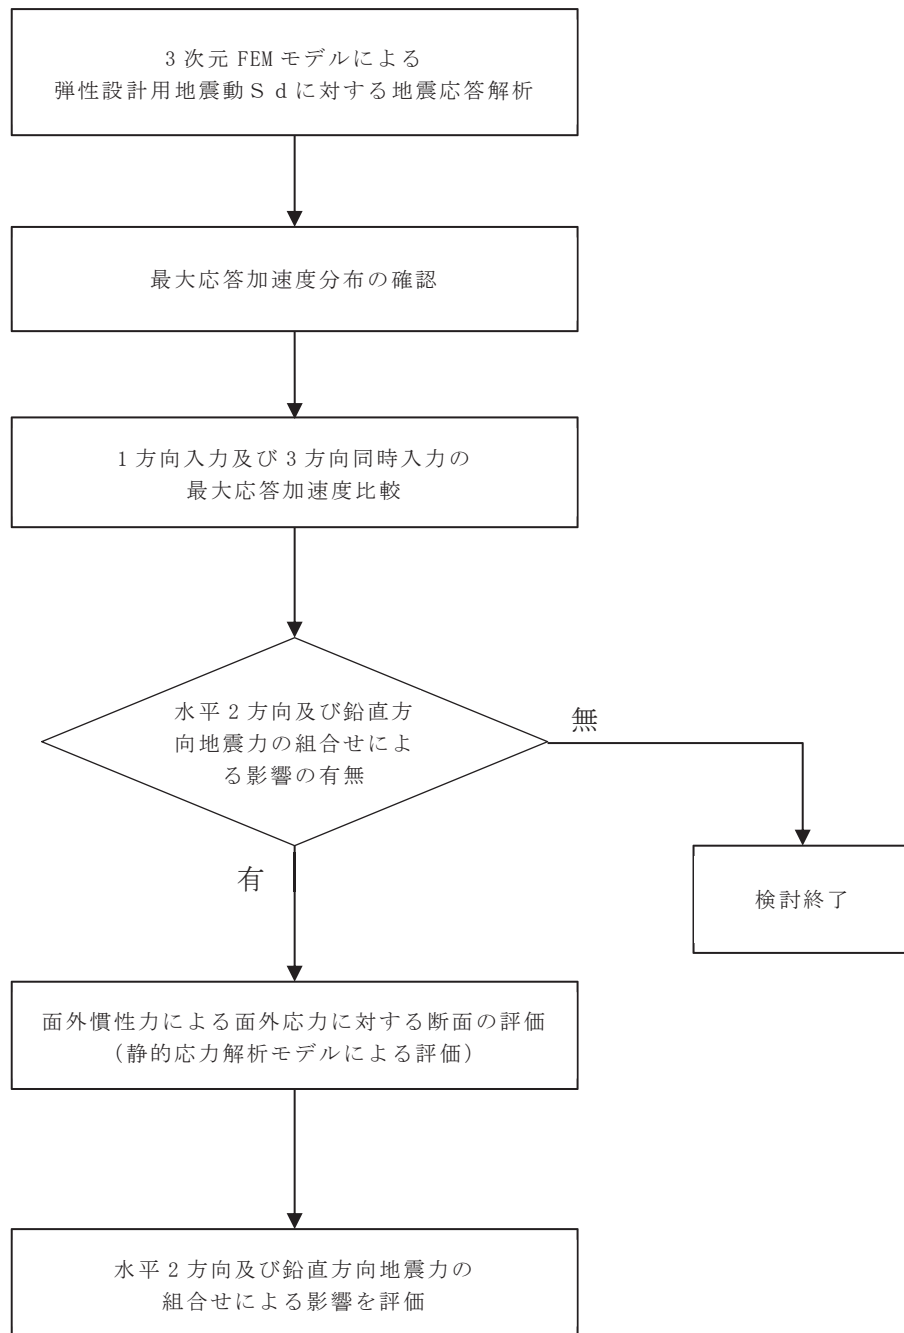 3次元FEMモデルによる
弾性設計用地震動Ｓｄに対する地震応答解析
最大応答加速度分布の確認
1方向入力及び3方向同時入力の
最大応答加速度比較
水平2方向及び鉛直方
向地震力の組合せによ
る影響の有無
無
有
検討終了
面外慣性力による面外応力に対する断面の評価
（静的応力解析モデルによる評価）
水平2方向及び鉛直方向地震力の
組合せによる影響を評価